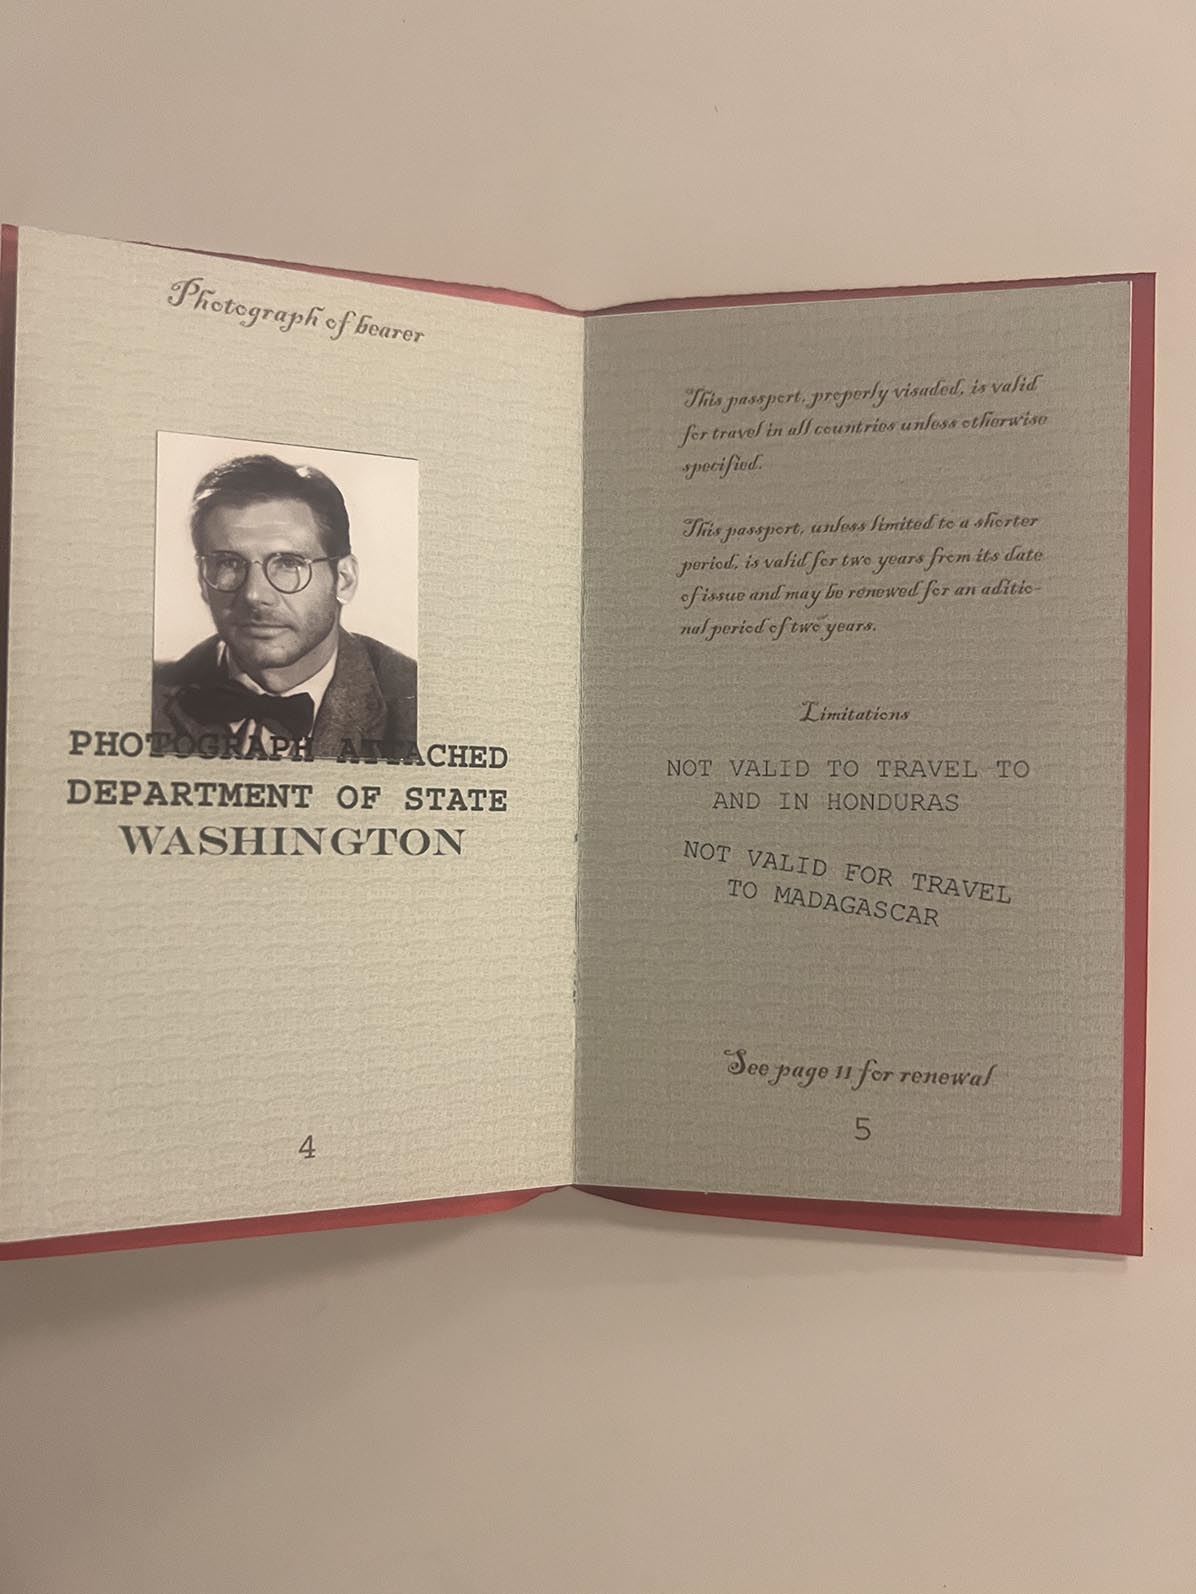 Photograph of bearer
PHOTOGRAPH ATTACHED
DEPARTMENT OF STATE
WASHINGTON
4
This passport, properly visaded, is valid
for travel in all countries unless otherwise
specified.
This passport, unless limited to a shorter
period, is valid for two years from its date
of issue and may be renewed for an aditio-
nal period of two years.
Limitations
NOT VALID TO TRAVEL TO
AND IN HONDURAS
NOT VALID FOR TRAVEL
TO MADAGASCAR
See page 11 for renewal
5